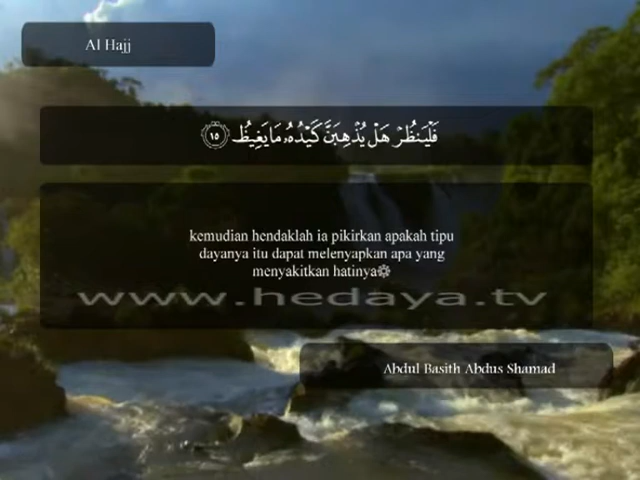 Al Hajj
فَلْيَنظُرْ هَلْ يُذْهِبَنَّ كَيْدُهُۥ مَا يَغِيظُ ۝١٥
kemudian hendaklah ia pikirkan apakah tipu
dayanya itu dapat melenyapkan apa yang
menyakitkan hatinya۝
www.hedaya.tv
Abdul Basith Abdus Shamad